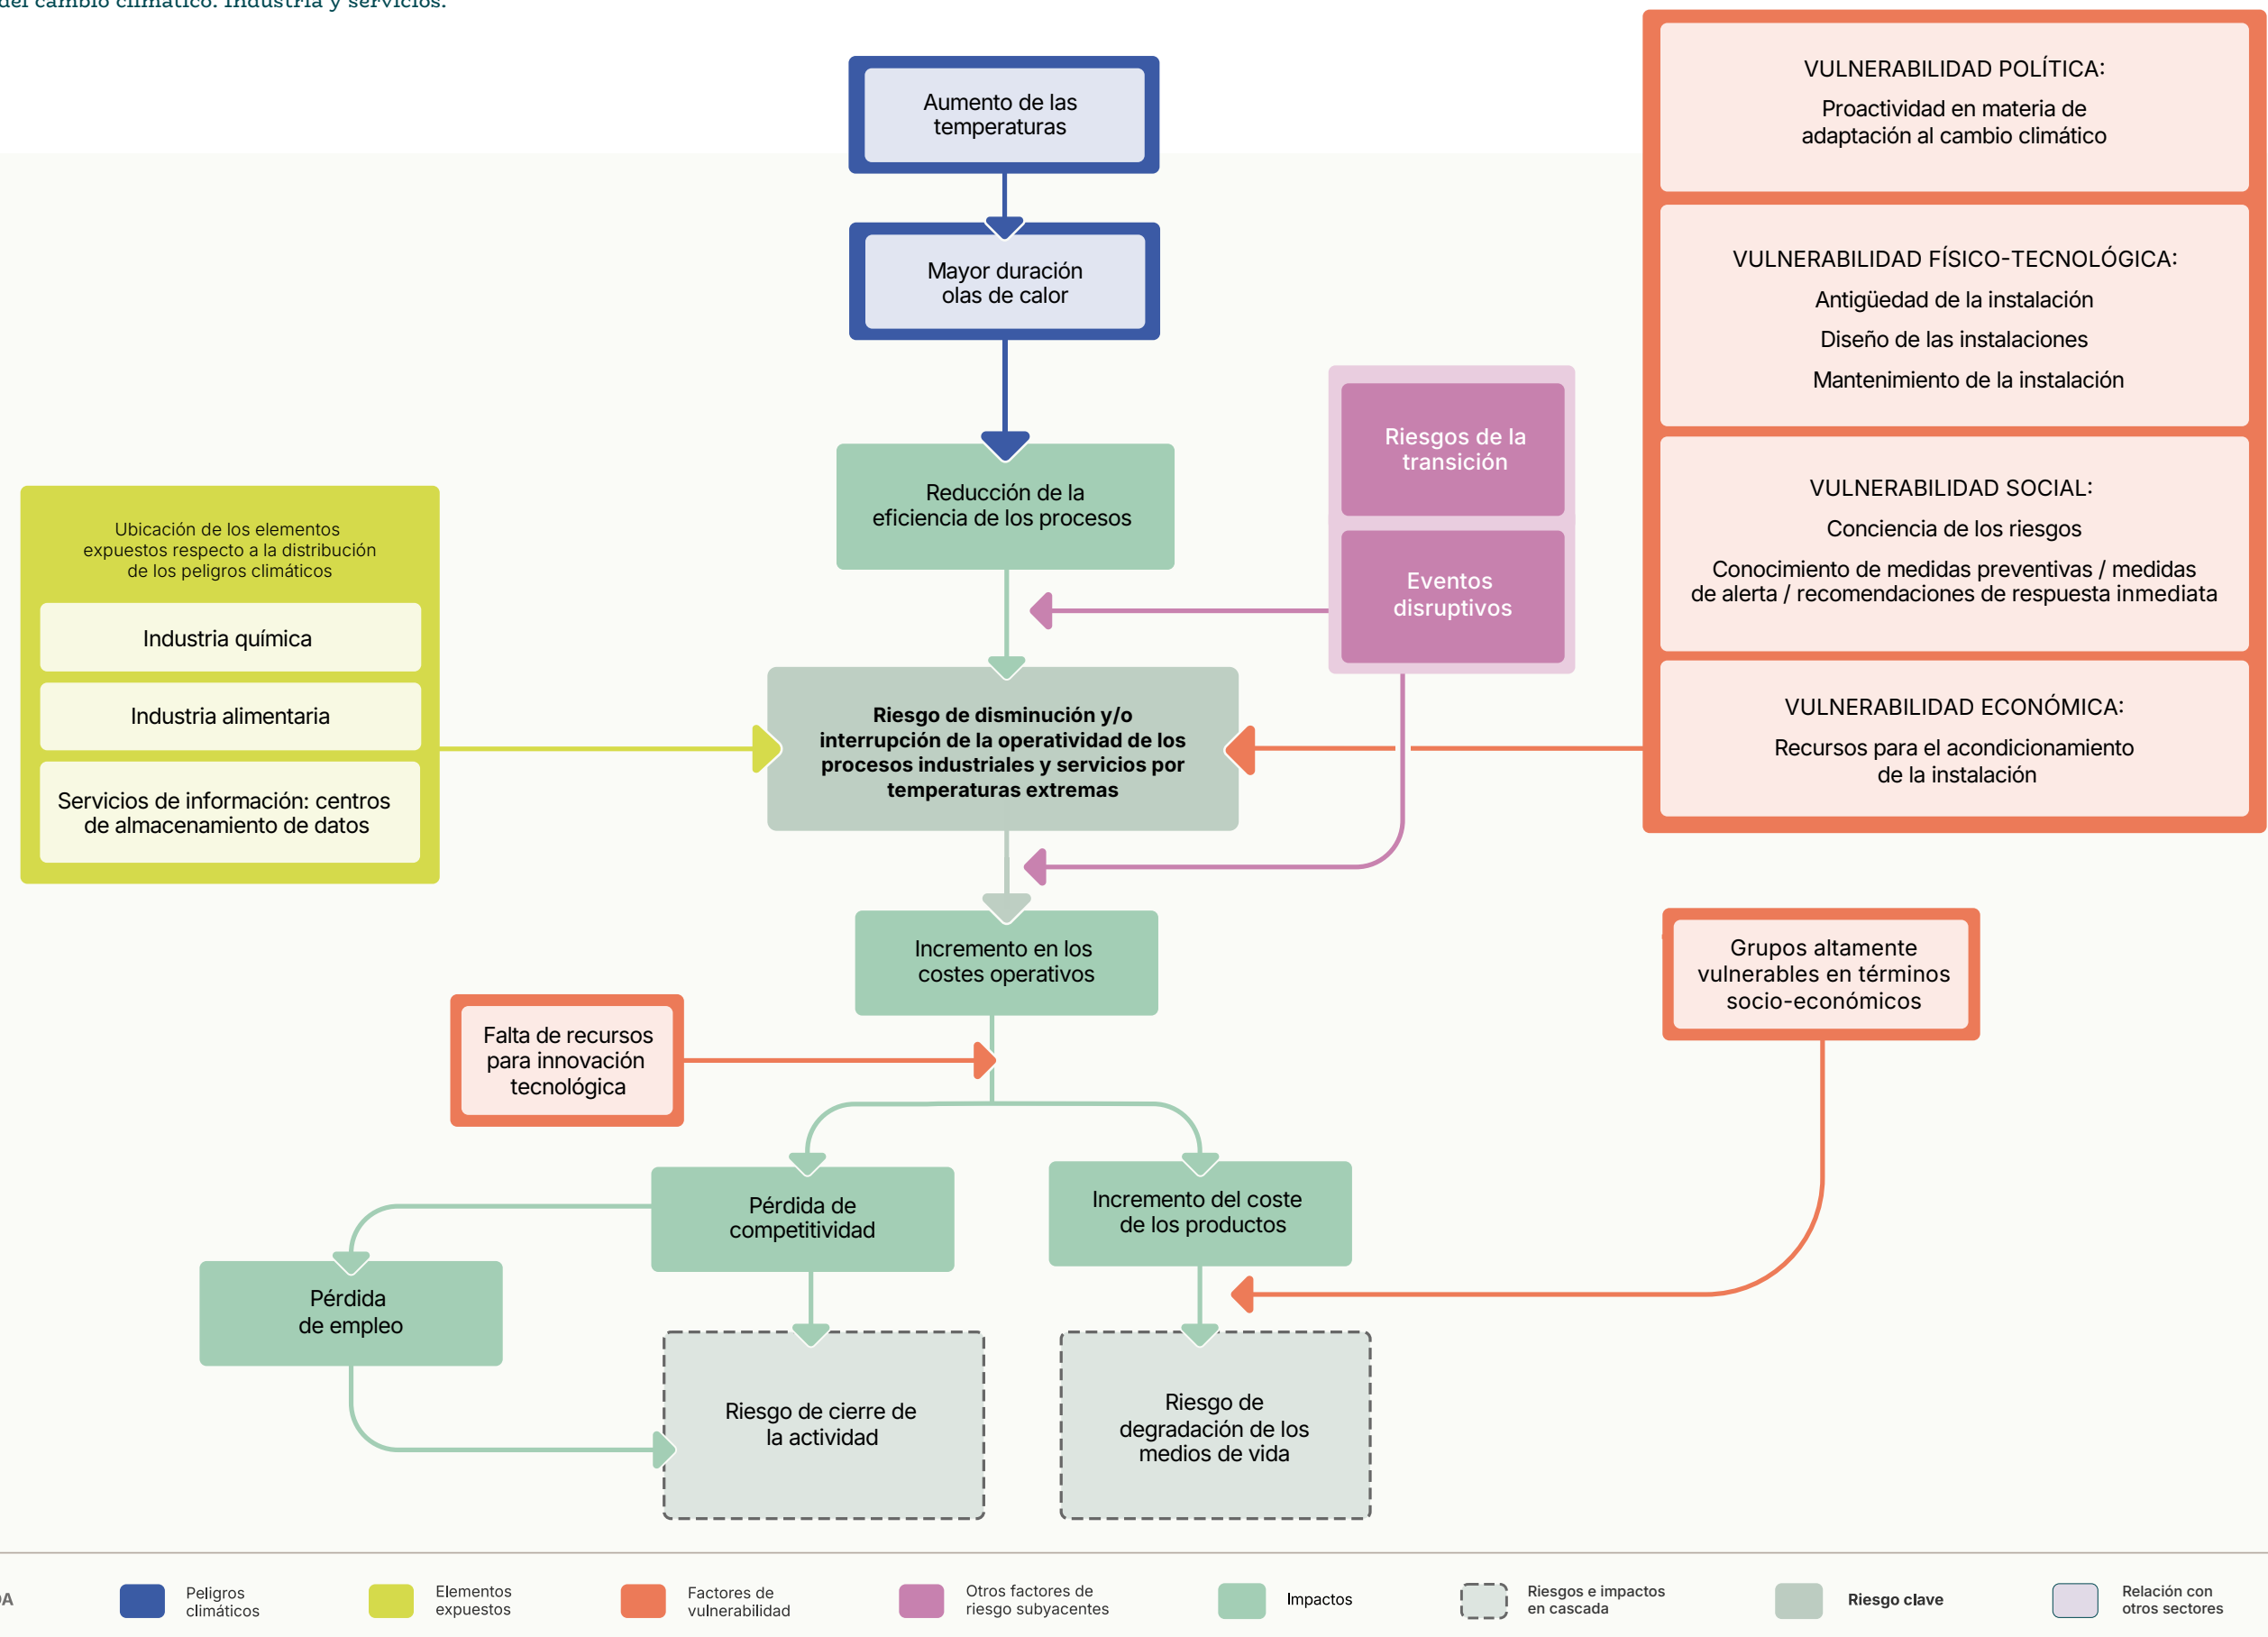 del cambio climático. Industria y servicios.
Aumento de las
temperaturas
Mayor duración
olas de calor
Reducción de la
eficiencia de los procesos
Riesgos de la
transición
Eventos
disruptivos
VULNERABILIDAD POLÍTICA:
Proactividad en materia de
adaptación al cambio climático
VULNERABILIDAD FÍSICO-TECNOLÓGICA:
Antigüedad de la instalación
Diseño de las instalaciones
Mantenimiento de la instalación
VULNERABILIDAD SOCIAL:
Conciencia de los riesgos
Conocimiento de medidas preventivas / medidas
de alerta / recomendaciones de respuesta inmediata
VULNERABILIDAD ECONÓMICA:
Recursos para el acondicionamiento
de la instalación
Ubicación de los elementos
expuestos respecto a la distribución
de los peligros climáticos
Industria química
Industria alimentaria
Servicios de información: centros
de almacenamiento de datos
Riesgo de disminución y/o
interrupción de la operatividad de los
procesos industriales y servicios por
temperaturas extremas
Incremento en los
costes operativos
Falta de recursos
para innovación
tecnológica
Grupos altamente
vulnerables en términos
socio-económicos
Pérdida de
competitividad
Incremento del coste
de los productos
Pérdida
de empleo
Riesgo de cierre de
la actividad
Riesgo de
degradación de los
medios de vida
Peligros
climáticos
Elementos
expuestos
Factores de
vulnerabilidad
Otros factores de
riesgo subyacentes
Impactos
Riesgos e impactos
en cascada
Riesgo clave
Relación con
otros sectores